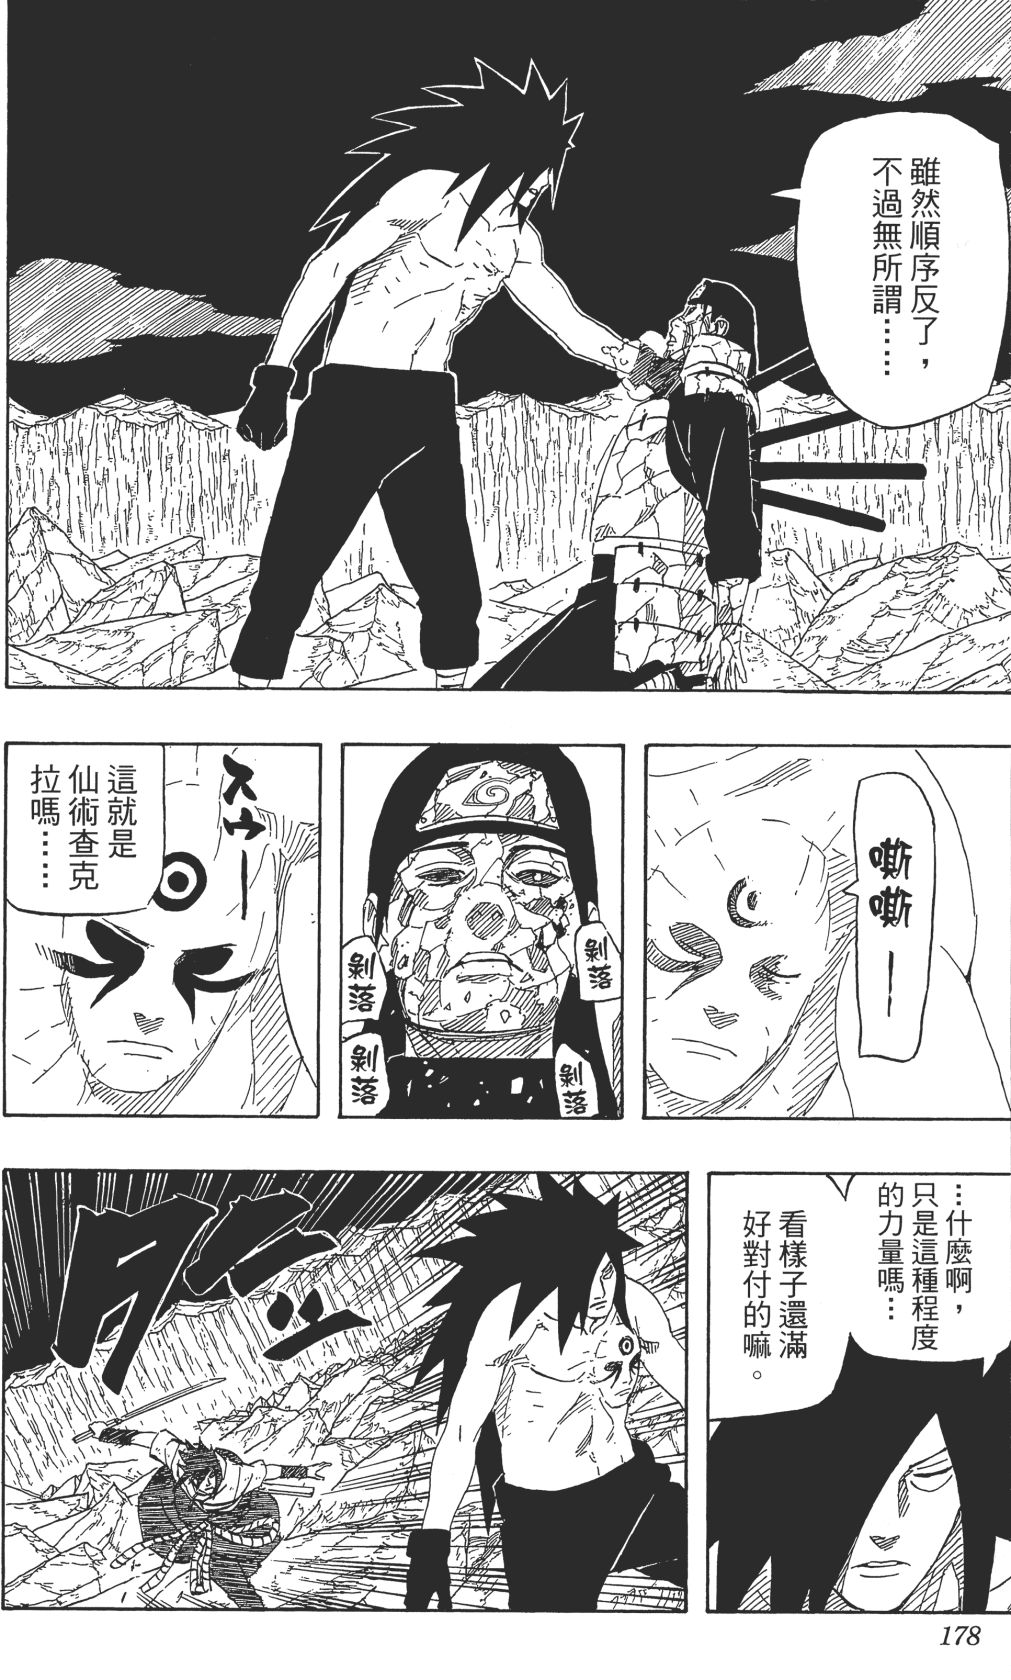 雖然順序反了，
不過無所謂……
嘶嘶——
剝落
剝落
剝落
剝落
スゥー
這就是
仙術查克
拉嗎……
…什麼啊，
只是這種程度
的力量嗎…
看樣子還滿
好對付的嘛。
ダンッ
178